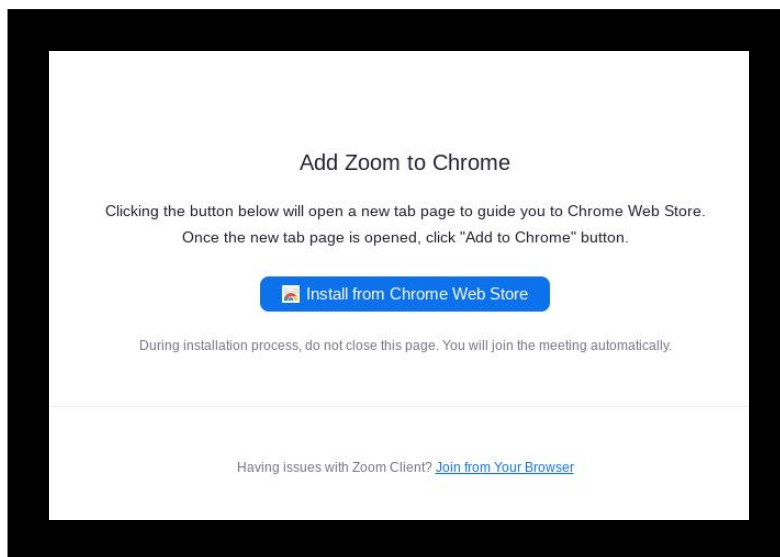 Add Zoom to Chrome
Clicking the button below will open a new tab page to guide you to Chrome Web Store.
Once the new tab page is opened, click "Add to Chrome" button.
Install from Chrome Web Store
During installation process, do not close this page. You will join the meeting automatically.
Having issues with Zoom Client? Join from Your Browser